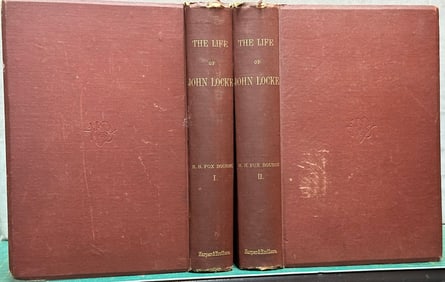 THE LIFE
OF
JOHN LOCKE
H. R. FOX BOURNE
I.
Harper & Brothers
THE LIFE
OF
JOHN LOCKE
H. R. FOX BOURNE
II.
Harper & Brothers